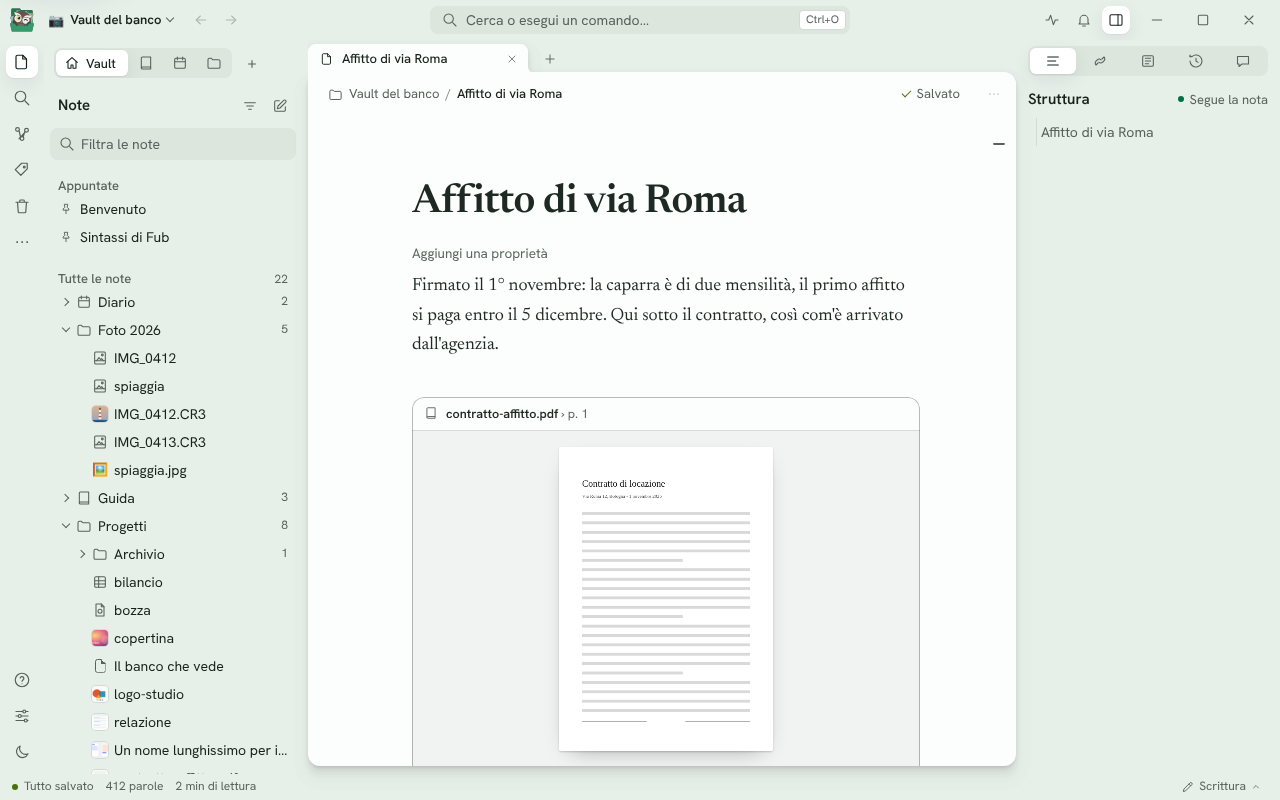 Vault del banco
Cerca o esegui un comando...
Ctrl+O
Vault
Note
Filtra le note
Appuntate
Benvenuto
Sintassi di Fub
Tutte le note 22
Diario 2
Foto 2026 5
IMG_0412
spiaggia
IMG_0412.CR3
IMG_0413.CR3
spiaggia.jpg
Guida 3
Progetti 8
Archivio 1
bilancio
bozza
copertina
Il banco che vede
logo-studio
relazione
Un nome lunghissimo per i...
Tutto salvato 412 parole 2 min di lettura
Affitto di via Roma
Vault del banco / Affitto di via Roma
Salvato
Affitto di via Roma
Aggiungi una proprietà
Firmato il 1° novembre: la caparra è di due mensilità, il primo affitto
si paga entro il 5 dicembre. Qui sotto il contratto, così com'è arrivato
dall'agenzia.
contratto-affitto.pdf › p. 1
Contratto di locazione
Struttura
Segue la nota
Affitto di via Roma
Scrittura